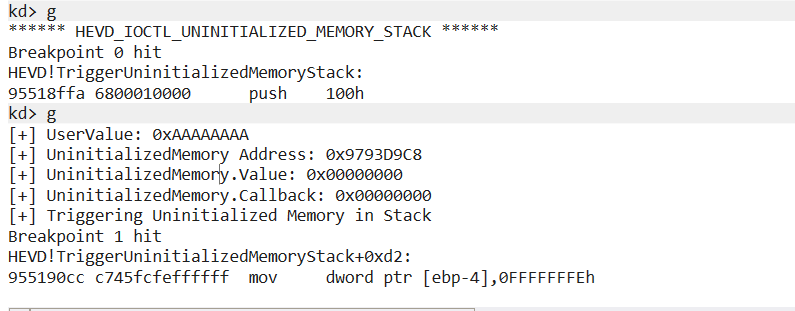 kd> g
****** HEVD_IOCTL_UNINITIALIZED_MEMORY_STACK ******
Breakpoint 0 hit
HEVD!TriggerUninitializedMemoryStack:
95518ffa 6800010000      push    100h
kd> g
[+] UserValue: 0xAAAAAAAA
[+] UninitializedMemory Address: 0x9793D9C8
[+] UninitializedMemory.Value: 0x00000000
[+] UninitializedMemory.Callback: 0x00000000
[+] Triggering Uninitialized Memory in Stack
Breakpoint 1 hit
HEVD!TriggerUninitializedMemoryStack+0xd2:
955190cc c745fcfeffffff  mov     dword ptr [ebp-4],0FFFFFFFEh